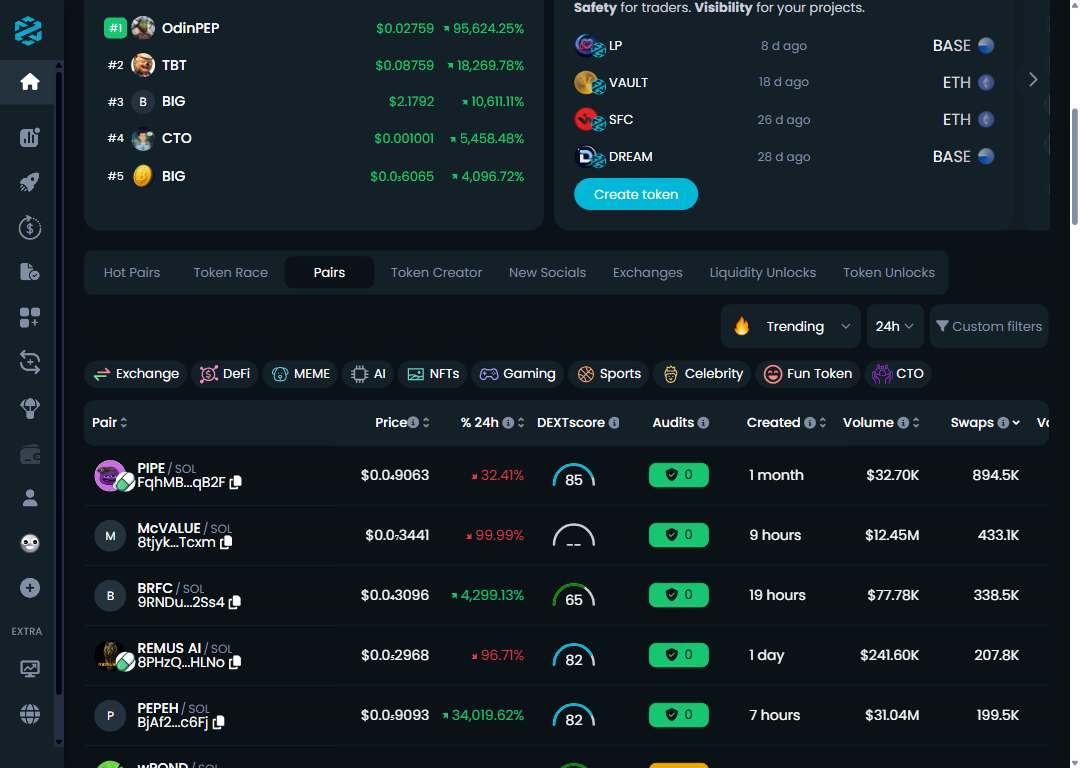 #1 OdinPEP $0.02759 95,624.25%
#2 TBT $0.08759 18,269.78%
#3 B BIG $2.1792 10,611.11%
#4 CTO $0.001001 5,458.48%
#5 BIG $0.0₅6065 4,096.72%
Safety for traders. Visibility for your projects.
LP 8 d ago BASE
VAULT 18 d ago ETH
SFC 26 d ago ETH
DREAM 28 d ago BASE
Create token
Hot Pairs Token Race Pairs Token Creator New Socials Exchanges Liquidity Unlocks Token Unlocks
Trending 24h Custom filters
Exchange DeFi MEME AI NFTs Gaming Sports Celebrity Fun Token CTO
Pair Price % 24h DEXTscore Audits Created Volume Swaps Vo
PIPE / SOL
FqhMB...qB2F $0.0₉9063 32.41% 85 0 1 month $32.70K 894.5K
M McVALUE / SOL
8tjyk...Tcxm $0.0₇3441 99.99% -- 0 9 hours $12.45M 433.1K
B BRFC / SOL
9RNDu...2Ss4 $0.0₄3096 4,299.13% 65 0 19 hours $77.78K 338.5K
REMUS AI / SOL
8PHzQ...HLNo $0.0₂2968 96.71% 82 0 1 day $241.60K 207.8K
P PEPEH / SOL
BjAf2...c6Fj $0.0₉9093 34,019.62% 82 0 7 hours $31.04M 199.5K
wPOND / SOL
EXTRA